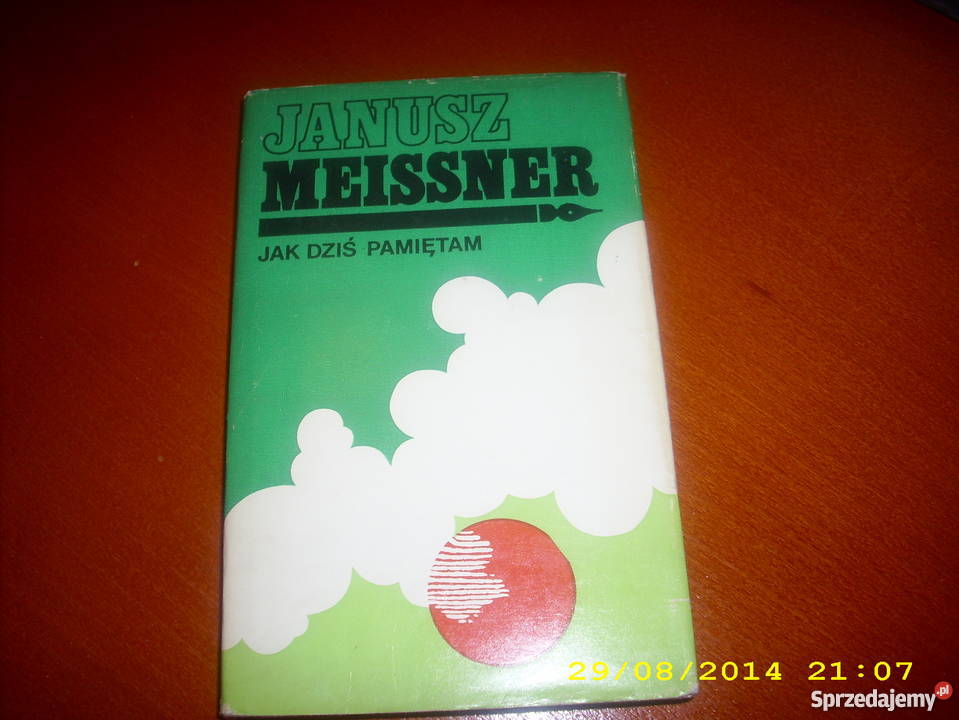 JANUSZ
MEISSNER
JAK DZIŚ PAMIĘTAM
29/08/2014 21:07
Sprzedajemy.pl